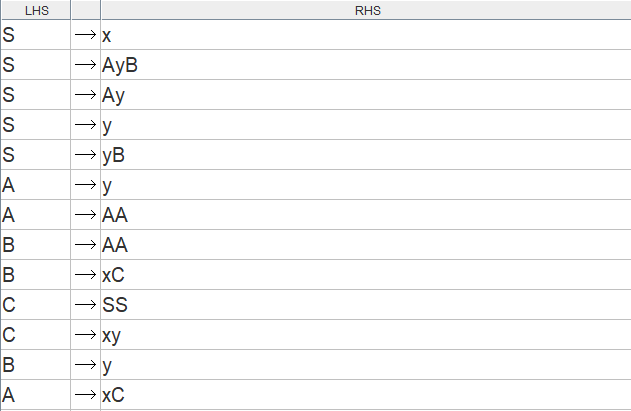 LHS RHS
S → x
S → AyB
S → Ay
S → y
S → yB
A → y
A → AA
B → AA
B → xC
C → SS
C → xy
B → y
A → xC